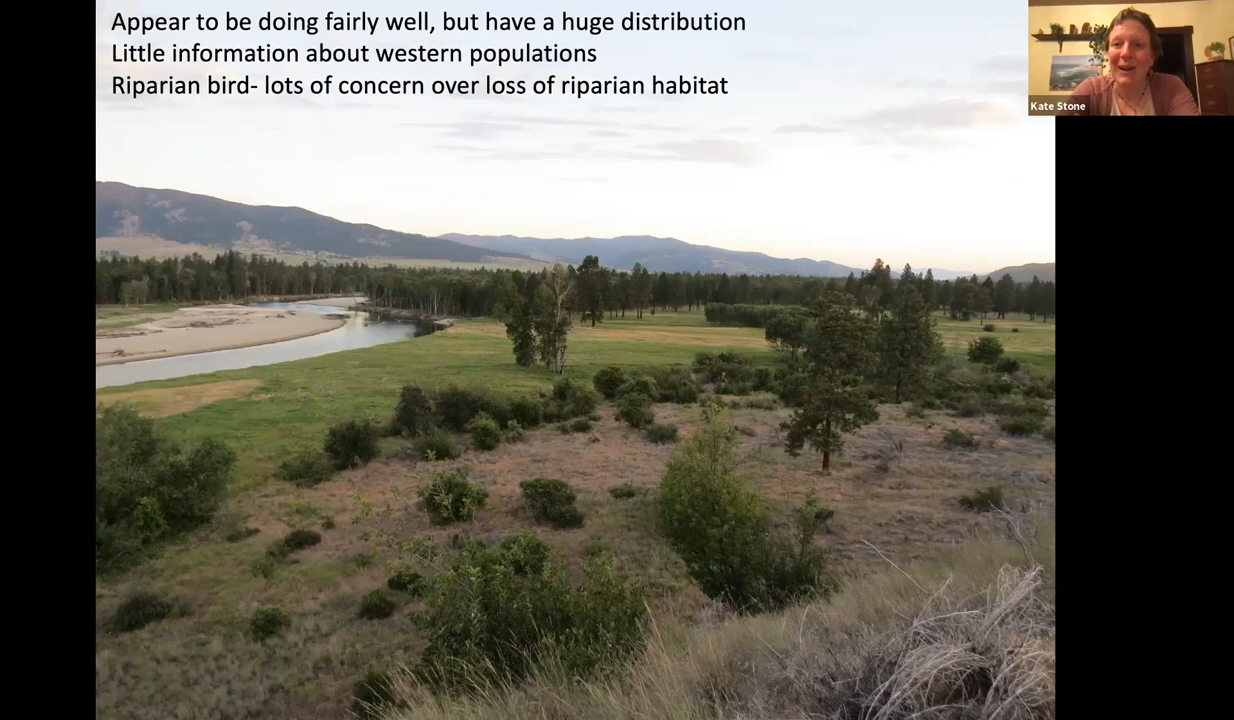 Appear to be doing fairly well, but have a huge distribution
Little information about western populations
Riparian bird- lots of concern over loss of riparian habitat
Kate Stone